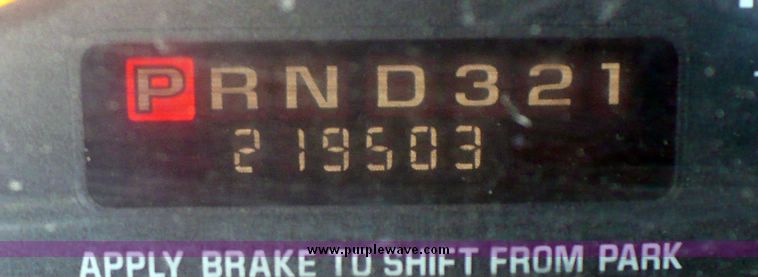 PRND321
219503
www.purplewave.com
APPLY BRAKE TO SHIFT FROM PARK